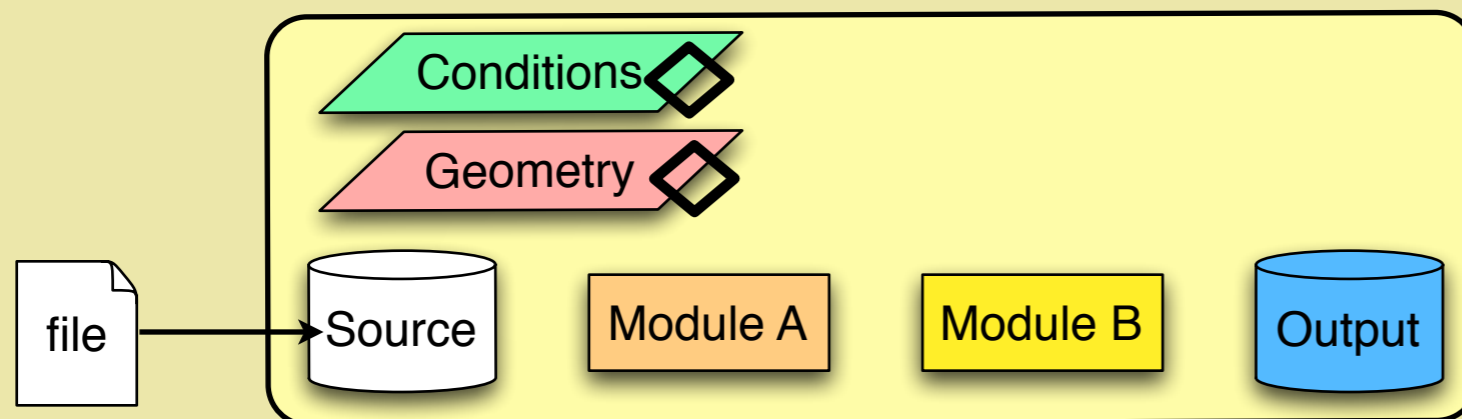 Conditions
Geometry
file
Source
Module A
Module B
Output